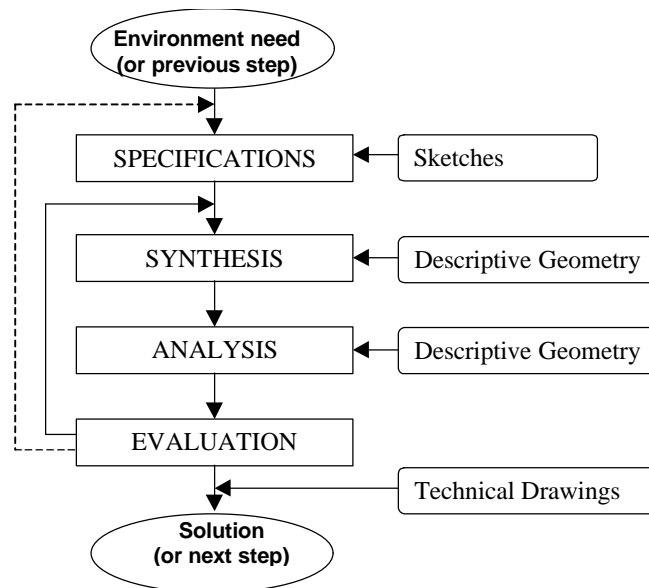 Environment need
(or previous step)
SPECIFICATIONS
Sketches
SYNTHESIS
Descriptive Geometry
ANALYSIS
Descriptive Geometry
EVALUATION
Technical Drawings
Solution
(or next step)